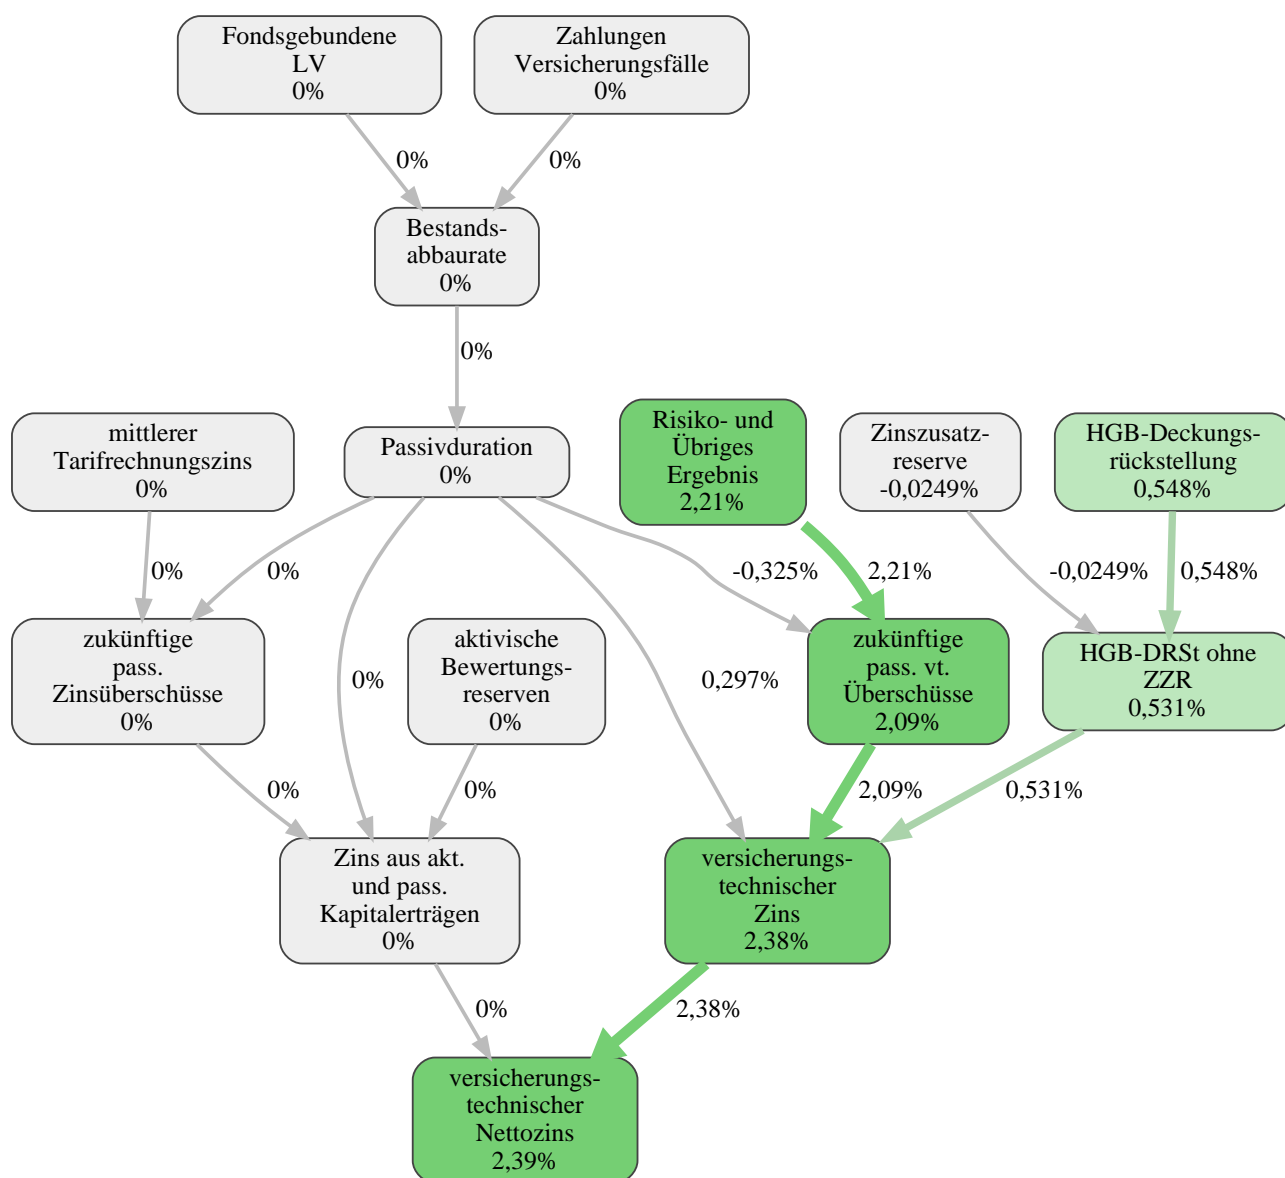 Fondsgebundene
LV
0%
Zahlungen
Versicherungsfälle
0%
0%
0%
Bestands-
abbaurate
0%
0%
mittlerer
Tarifrechnungszins
0%
Passivduration
0%
Risiko- und
Übriges
Ergebnis
2,21%
Zinszusatz-
reserve
-0,0249%
HGB-Deckungs-
rückstellung
0,548%
0%
0%
-0,325%
2,21%
-0,0249%
0,548%
zukünftige
pass.
Zinsüberschüsse
0%
0%
aktivische
Bewertungs-
reserven
0%
0,297%
zukünftige
pass. vt.
Überschüsse
2,09%
HGB-DRSt ohne
ZZR
0,531%
0%
0%
2,09%
0,531%
Zins aus akt.
und pass.
Kapitalerträgen
0%
versicherungs-
technischer
Zins
2,38%
0%
2,38%
versicherungs-
technischer
Nettozins
2,39%